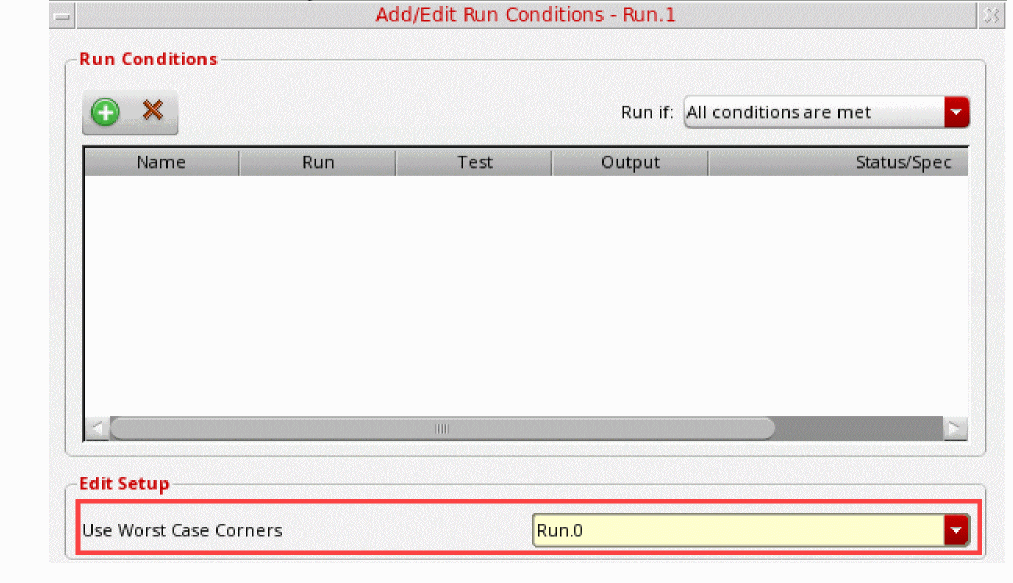 Add/Edit Run Conditions - Run.1
Run Conditions
Run if: All conditions are met
Name Run Test Output Status/Spec
Edit Setup
Use Worst Case Corners Run.0